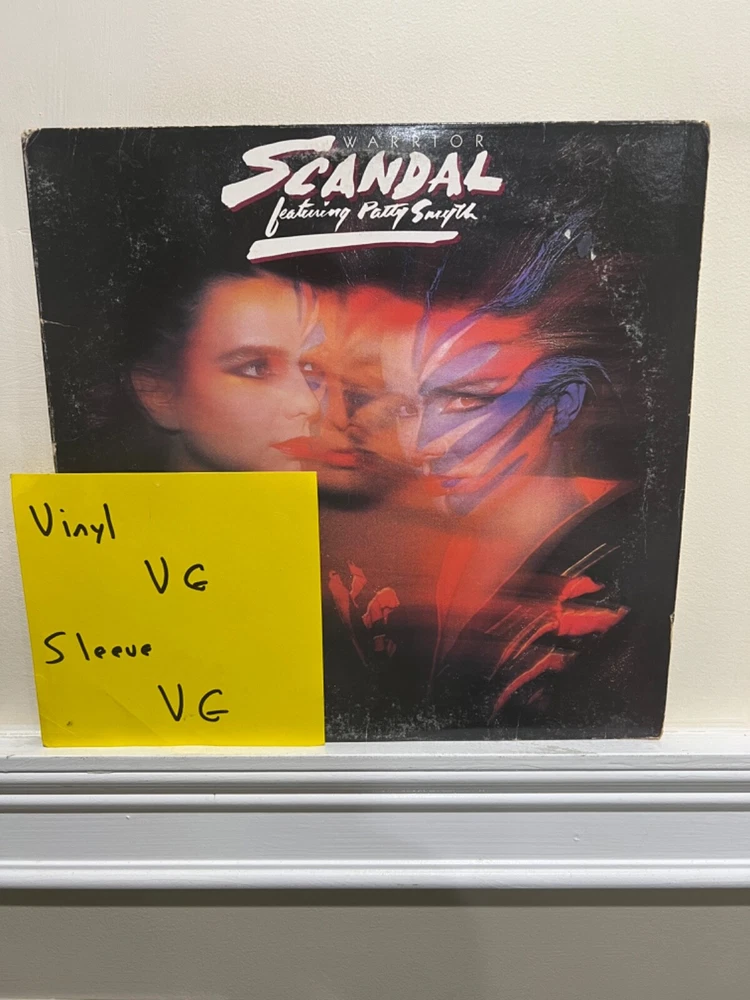 WARRIOR
SCANDAL
featuring Patty Smyth
Vinyl
VG
Sleeve
VG